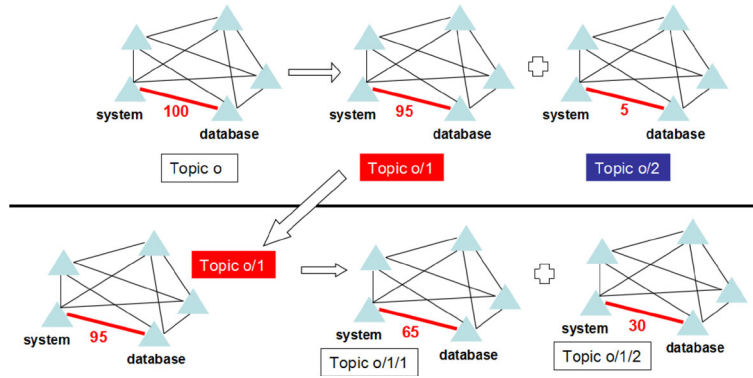 100
system
database
Topic o
95
system
database
Topic o/1
5
system
database
Topic o/2
Topic o/1
95
system
database
65
system
database
Topic o/1/1
30
system
database
Topic o/1/2